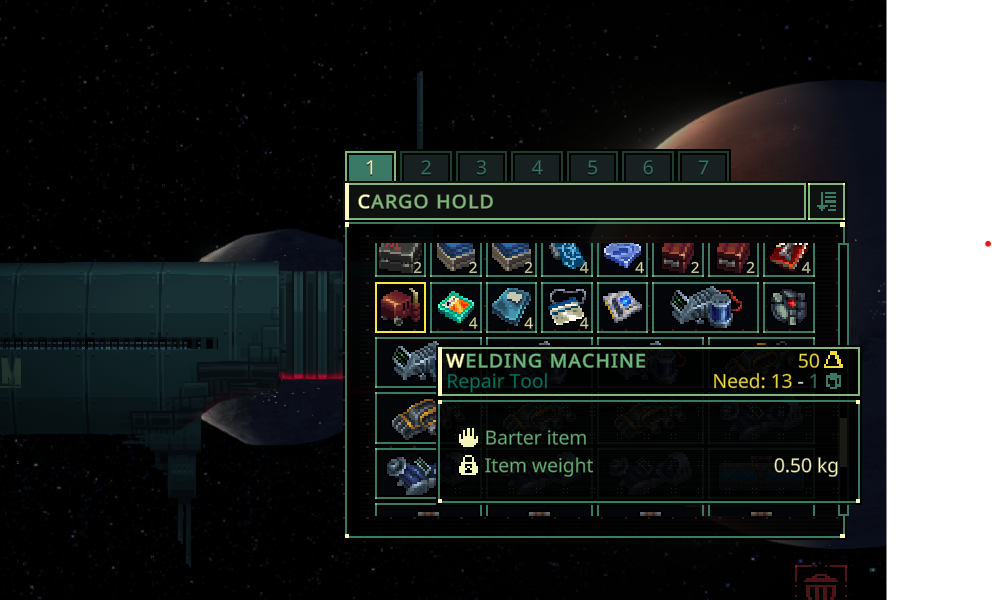 1 2 3 4 5 6 7
CARGO HOLD
2 2 2 4 4 2 2 4
4 4 4
WELDING MACHINE 50
Repair Tool Need: 13 - 1
Barter item
Item weight 0.50 kg
M